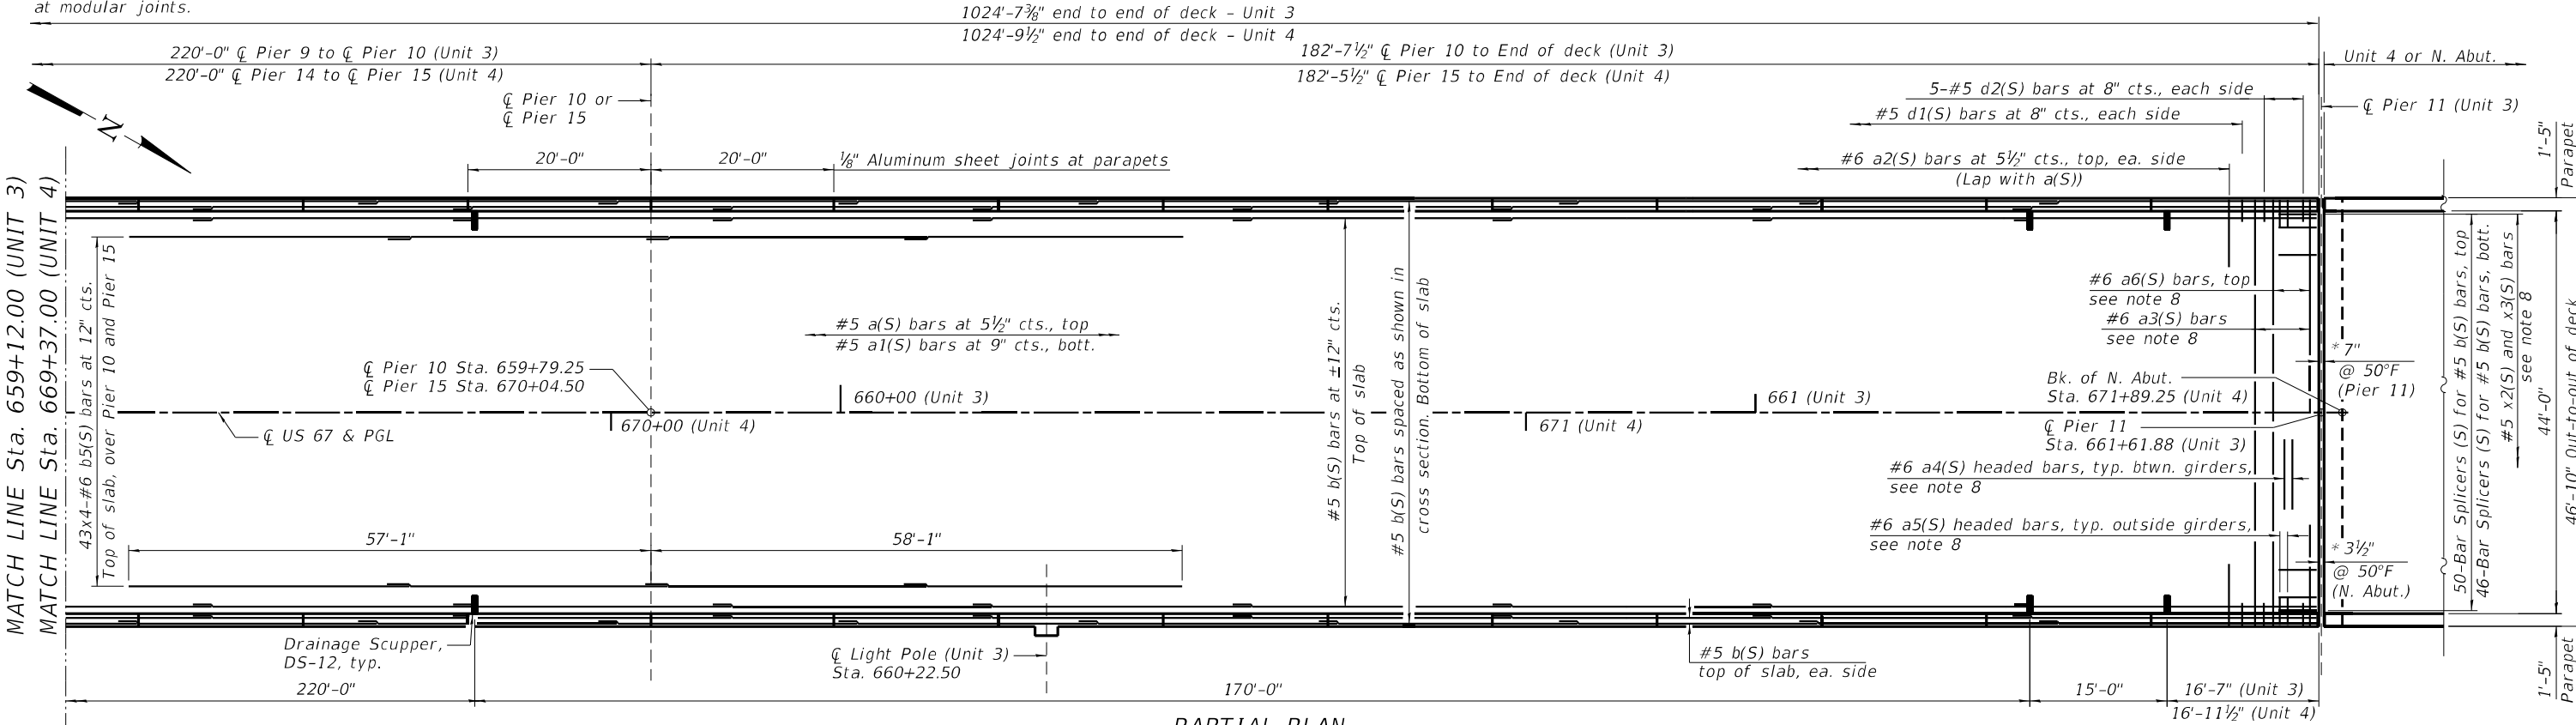 at modular joints.
1024'-7⅜" end to end of deck - Unit 3
1024'-9½" end to end of deck - Unit 4
220'-0" ℄ Pier 9 to ℄ Pier 10 (Unit 3)
220'-0" ℄ Pier 14 to ℄ Pier 15 (Unit 4)
182'-7½" ℄ Pier 10 to End of deck (Unit 3)
182'-5½" ℄ Pier 15 to End of deck (Unit 4)
Unit 4 or N. Abut.
℄ Pier 10 or
℄ Pier 15
5-#5 d2(S) bars at 8" cts., each side
℄ Pier 11 (Unit 3)
#5 d1(S) bars at 8" cts., each side
N
20'-0"
20'-0"
⅛" Aluminum sheet joints at parapets
#6 a2(S) bars at 5½" cts., top, ea. side
(Lap with a(S))
1'-5"
Parapet
MATCH LINE Sta. 659+12.00 (UNIT 3)
MATCH LINE Sta. 669+37.00 (UNIT 4)
43x4-#6 b5(S) bars at 12" cts.
Top of slab, over Pier 10 and Pier 15
#5 a(S) bars at 5½" cts., top
#5 a1(S) bars at 9" cts., bott.
#5 b(S) bars at ±12" cts.
Top of slab
#5 b(S) bars spaced as shown in
cross section. Bottom of slab
#6 a6(S) bars, top
see note 8
#6 a3(S) bars
see note 8
* 7"
@ 50°F
(Pier 11)
℄ Pier 10 Sta. 659+79.25
℄ Pier 15 Sta. 670+04.50
660+00 (Unit 3)
670+00 (Unit 4)
661 (Unit 3)
671 (Unit 4)
℄ US 67 & PGL
Bk. of N. Abut.
Sta. 671+89.25 (Unit 4)
℄ Pier 11
Sta. 661+61.88 (Unit 3)
#6 a4(S) headed bars, typ. btwn. girders,
see note 8
#6 a5(S) headed bars, typ. outside girders,
see note 8
* 3½"
@ 50°F
(N. Abut.)
50-Bar Splicers (S) for #5 b(S) bars, top
46-Bar Splicers (S) for #5 b(S) bars, bott.
#5 x2(S) and x3(S) bars
see note 8
44'-0"
46'-10" Out-to-out of deck
57'-1"
58'-1"
Drainage Scupper,
DS-12, typ.
℄ Light Pole (Unit 3)
Sta. 660+22.50
#5 b(S) bars
top of slab, ea. side
1'-5"
Parapet
220'-0"
170'-0"
15'-0"
16'-7" (Unit 3)
16'-11½" (Unit 4)
PARTIAL PLAN